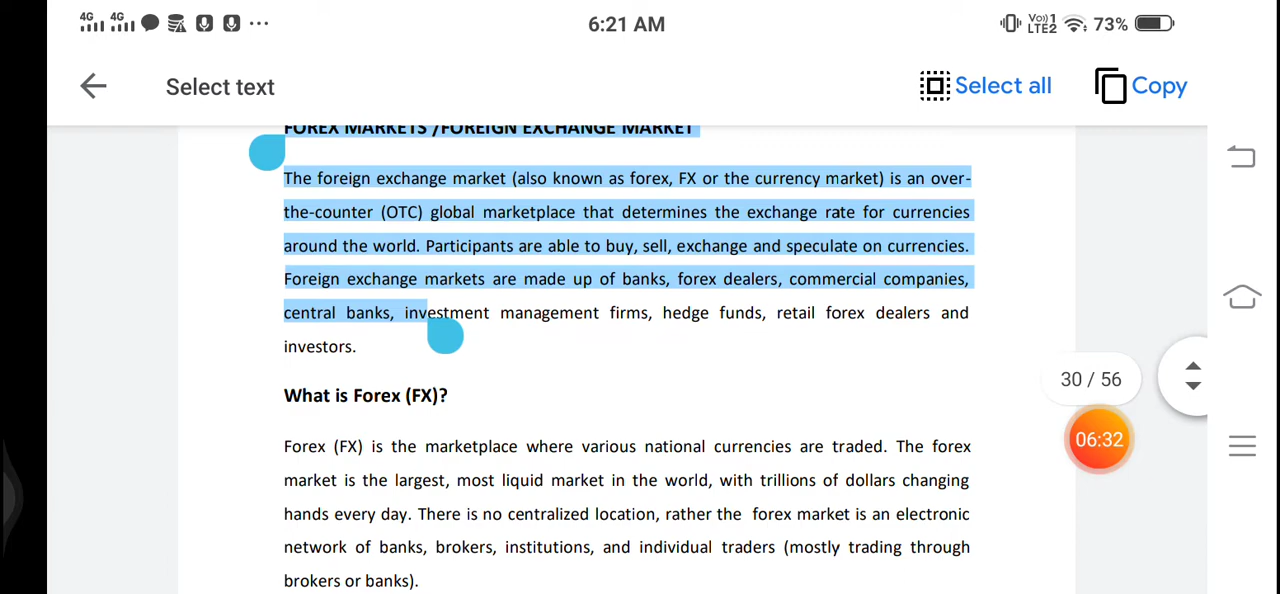 4G 4G 6:21 AM Vo)) 1 LTE2 73%
Select text Select all Copy
FOREX MARKETS /FOREIGN EXCHANGE MARKET
The foreign exchange market (also known as forex, FX or the currency market) is an over-
the-counter (OTC) global marketplace that determines the exchange rate for currencies
around the world. Participants are able to buy, sell, exchange and speculate on currencies.
Foreign exchange markets are made up of banks, forex dealers, commercial companies,
central banks, investment management firms, hedge funds, retail forex dealers and
investors.
30 / 56
What is Forex (FX)?
06:32
Forex (FX) is the marketplace where various national currencies are traded. The forex
market is the largest, most liquid market in the world, with trillions of dollars changing
hands every day. There is no centralized location, rather the forex market is an electronic
network of banks, brokers, institutions, and individual traders (mostly trading through
brokers or banks).